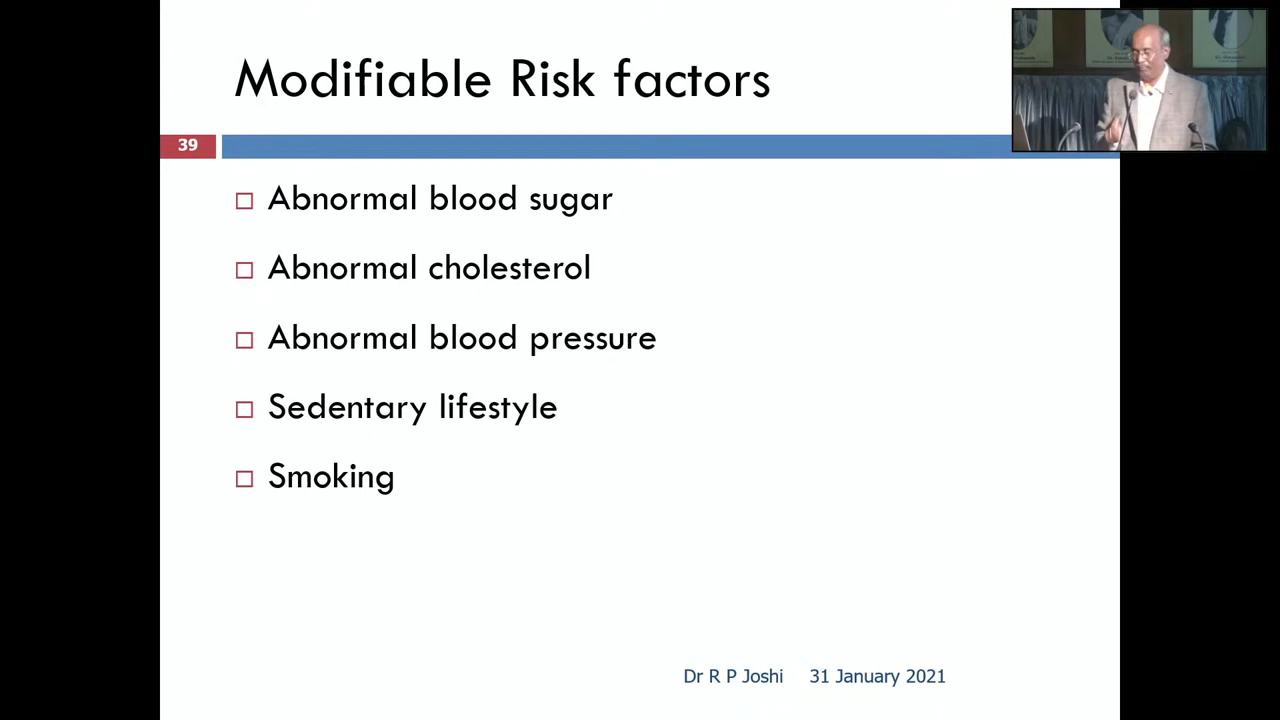 Modifiable Risk factors
39
Abnormal blood sugar
Abnormal cholesterol
Abnormal blood pressure
Sedentary lifestyle
Smoking
Dr R P Joshi 31 January 2021